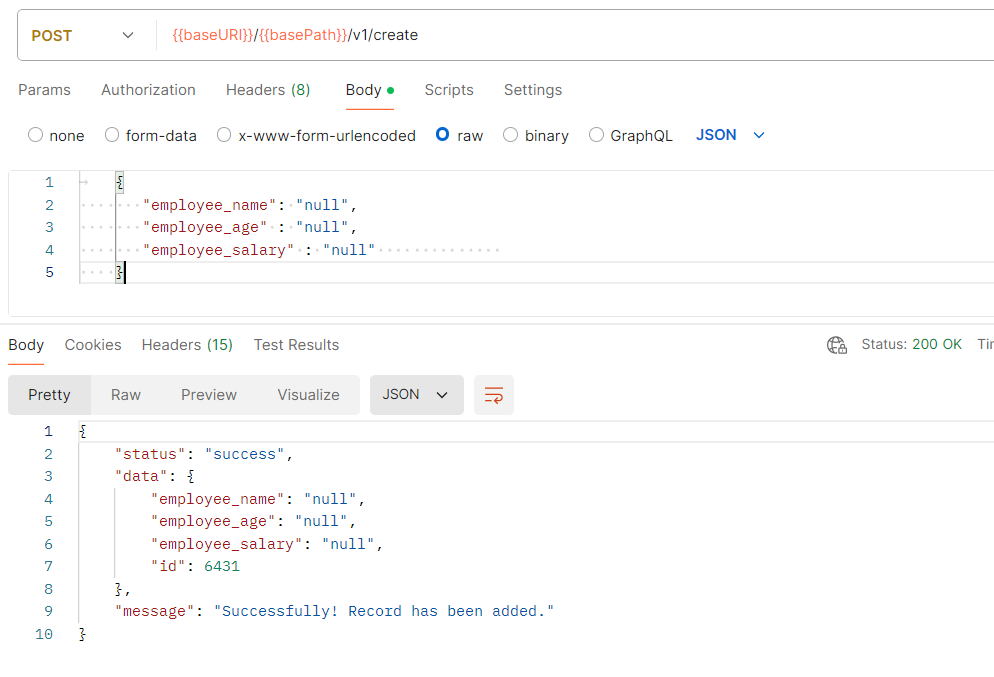 POST {{baseURI}}/{{basePath}}/v1/create
Params Authorization Headers (8) Body Scripts Settings
none form-data x-www-form-urlencoded raw binary GraphQL JSON
1 {
2 "employee_name": "null",
3 "employee_age" : "null",
4 "employee_salary" : "null"
5 }
Body Cookies Headers (15) Test Results Status: 200 OK
Pretty Raw Preview Visualize JSON
1 {
2 "status": "success",
3 "data": {
4 "employee_name": "null",
5 "employee_age": "null",
6 "employee_salary": "null",
7 "id": 6431
8 },
9 "message": "Successfully! Record has been added."
10 }